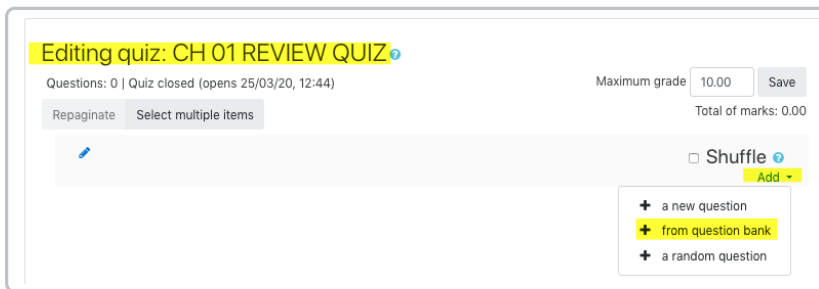 Editing quiz: CH 01 REVIEW QUIZ
Questions: 0 | Quiz closed (opens 25/03/20, 12:44)
Maximum grade 10.00 Save
Repaginate Select multiple items
Total of marks: 0.00
Shuffle
Add
a new question
from question bank
a random question